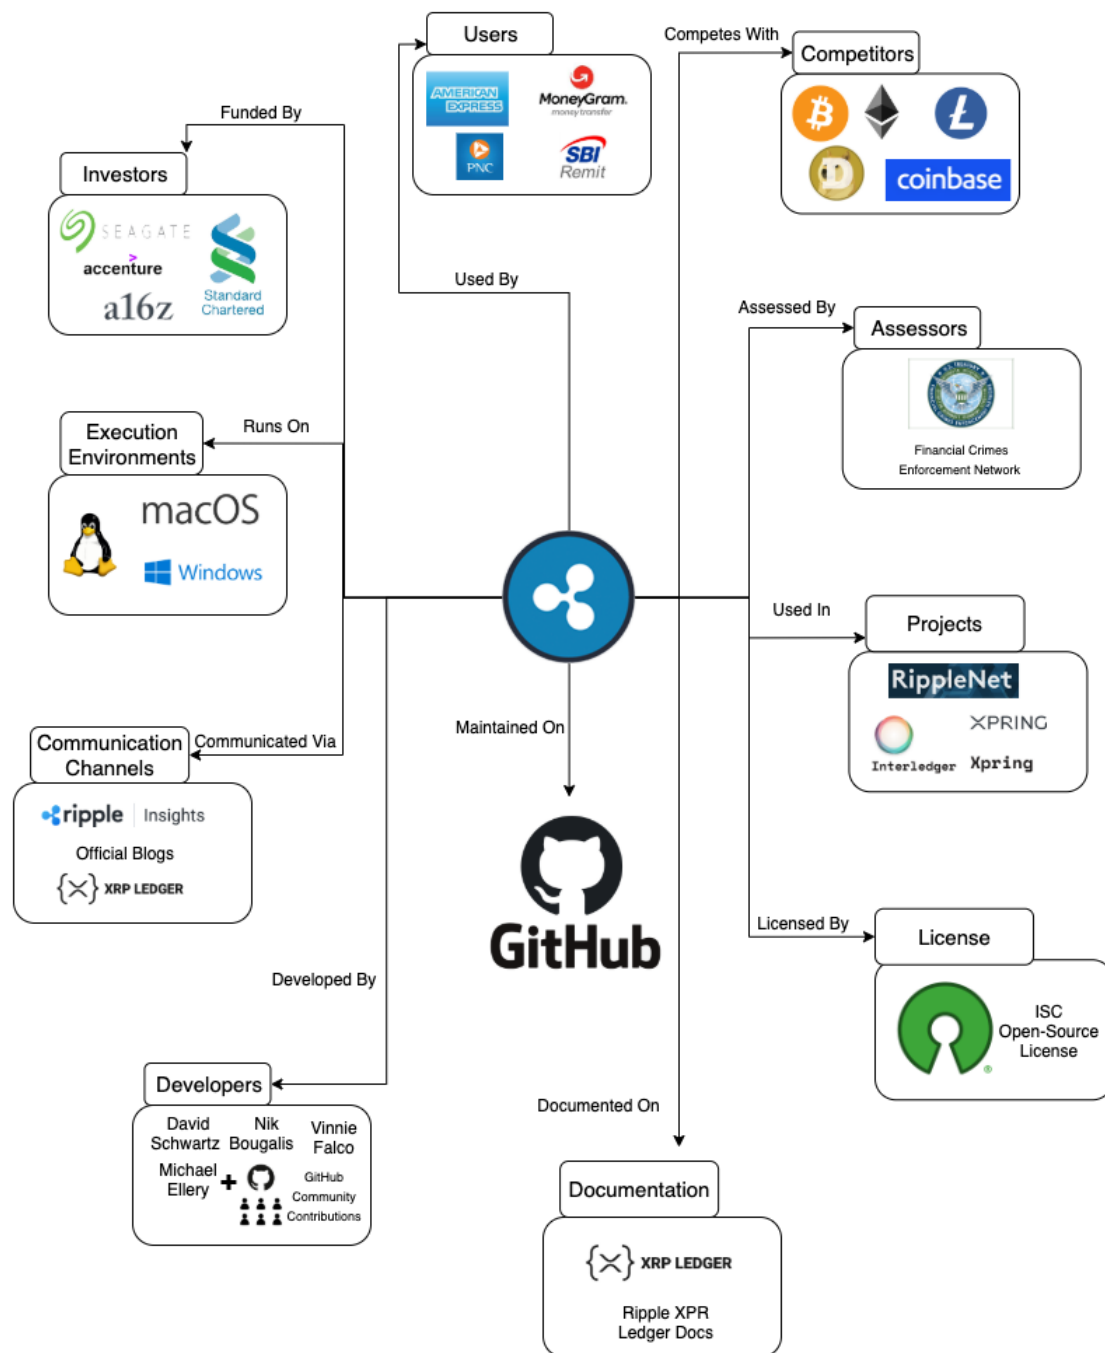 Users
AMERICAN
EXPRESS
MoneyGram.
money transfer
PNC
SBI
Remit
Competes With
Competitors
coinbase
Funded By
Investors
SEAGATE
accenture
a16z
Standard
Chartered
Used By
Assessed By
Assessors
Financial Crimes
Enforcement Network
Runs On
Execution
Environments
macOS
Windows
Used In
Projects
RippleNet
Interledger
XPRING
Xpring
Communicated Via
Communication
Channels
ripple Insights
Official Blogs
{X} XRP LEDGER
Maintained On
GitHub
Licensed By
License
ISC
Open-Source
License
Developed By
Developers
David
Schwartz
Nik
Bougalis
Vinnie
Falco
Michael
Ellery
+
GitHub
Community
Contributions
Documented On
Documentation
{X} XRP LEDGER
Ripple XPR
Ledger Docs